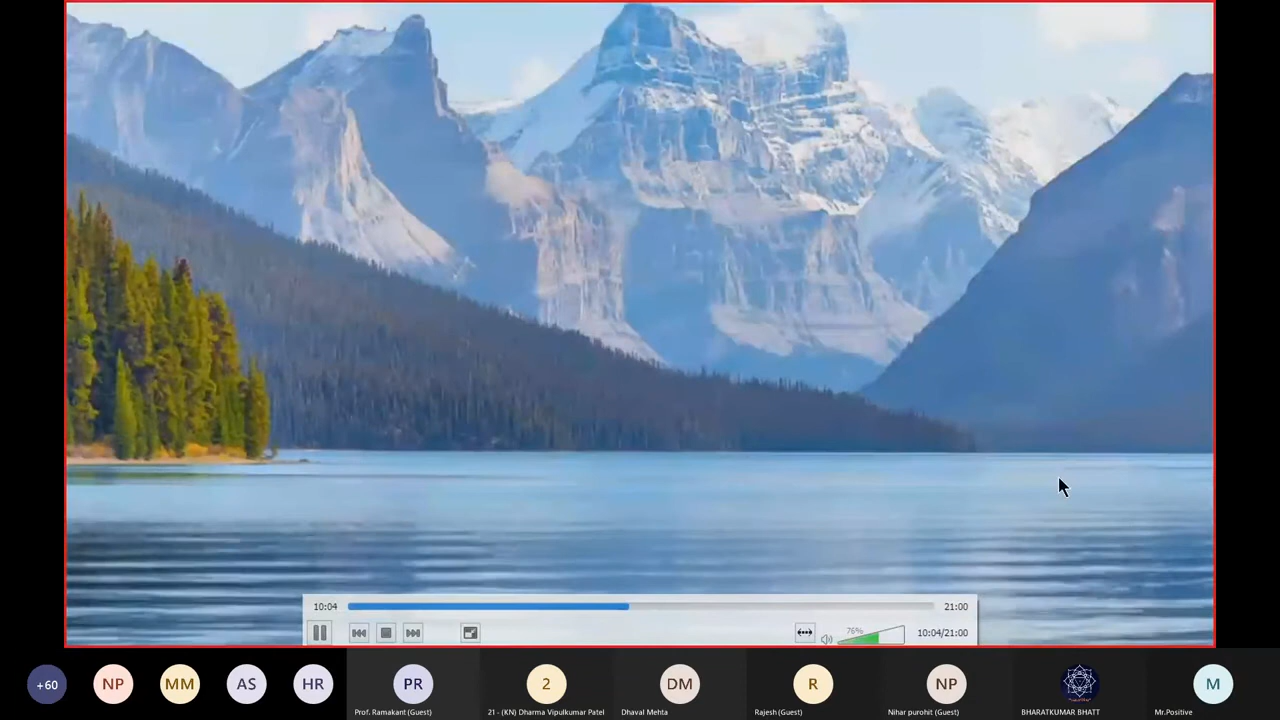 10:04
21:00
76%
10:04/21:00
+60
NP
MM
AS
HR
PR
2
DM
R
NP
M
Prof. Ramakant (Guest)
21 - (KN) Dharma Vipulkumar Patel
Dhaval Mehta
Rajesh (Guest)
Nihar purohit (Guest)
BHARATKUMAR BHATT
Mr.Positive